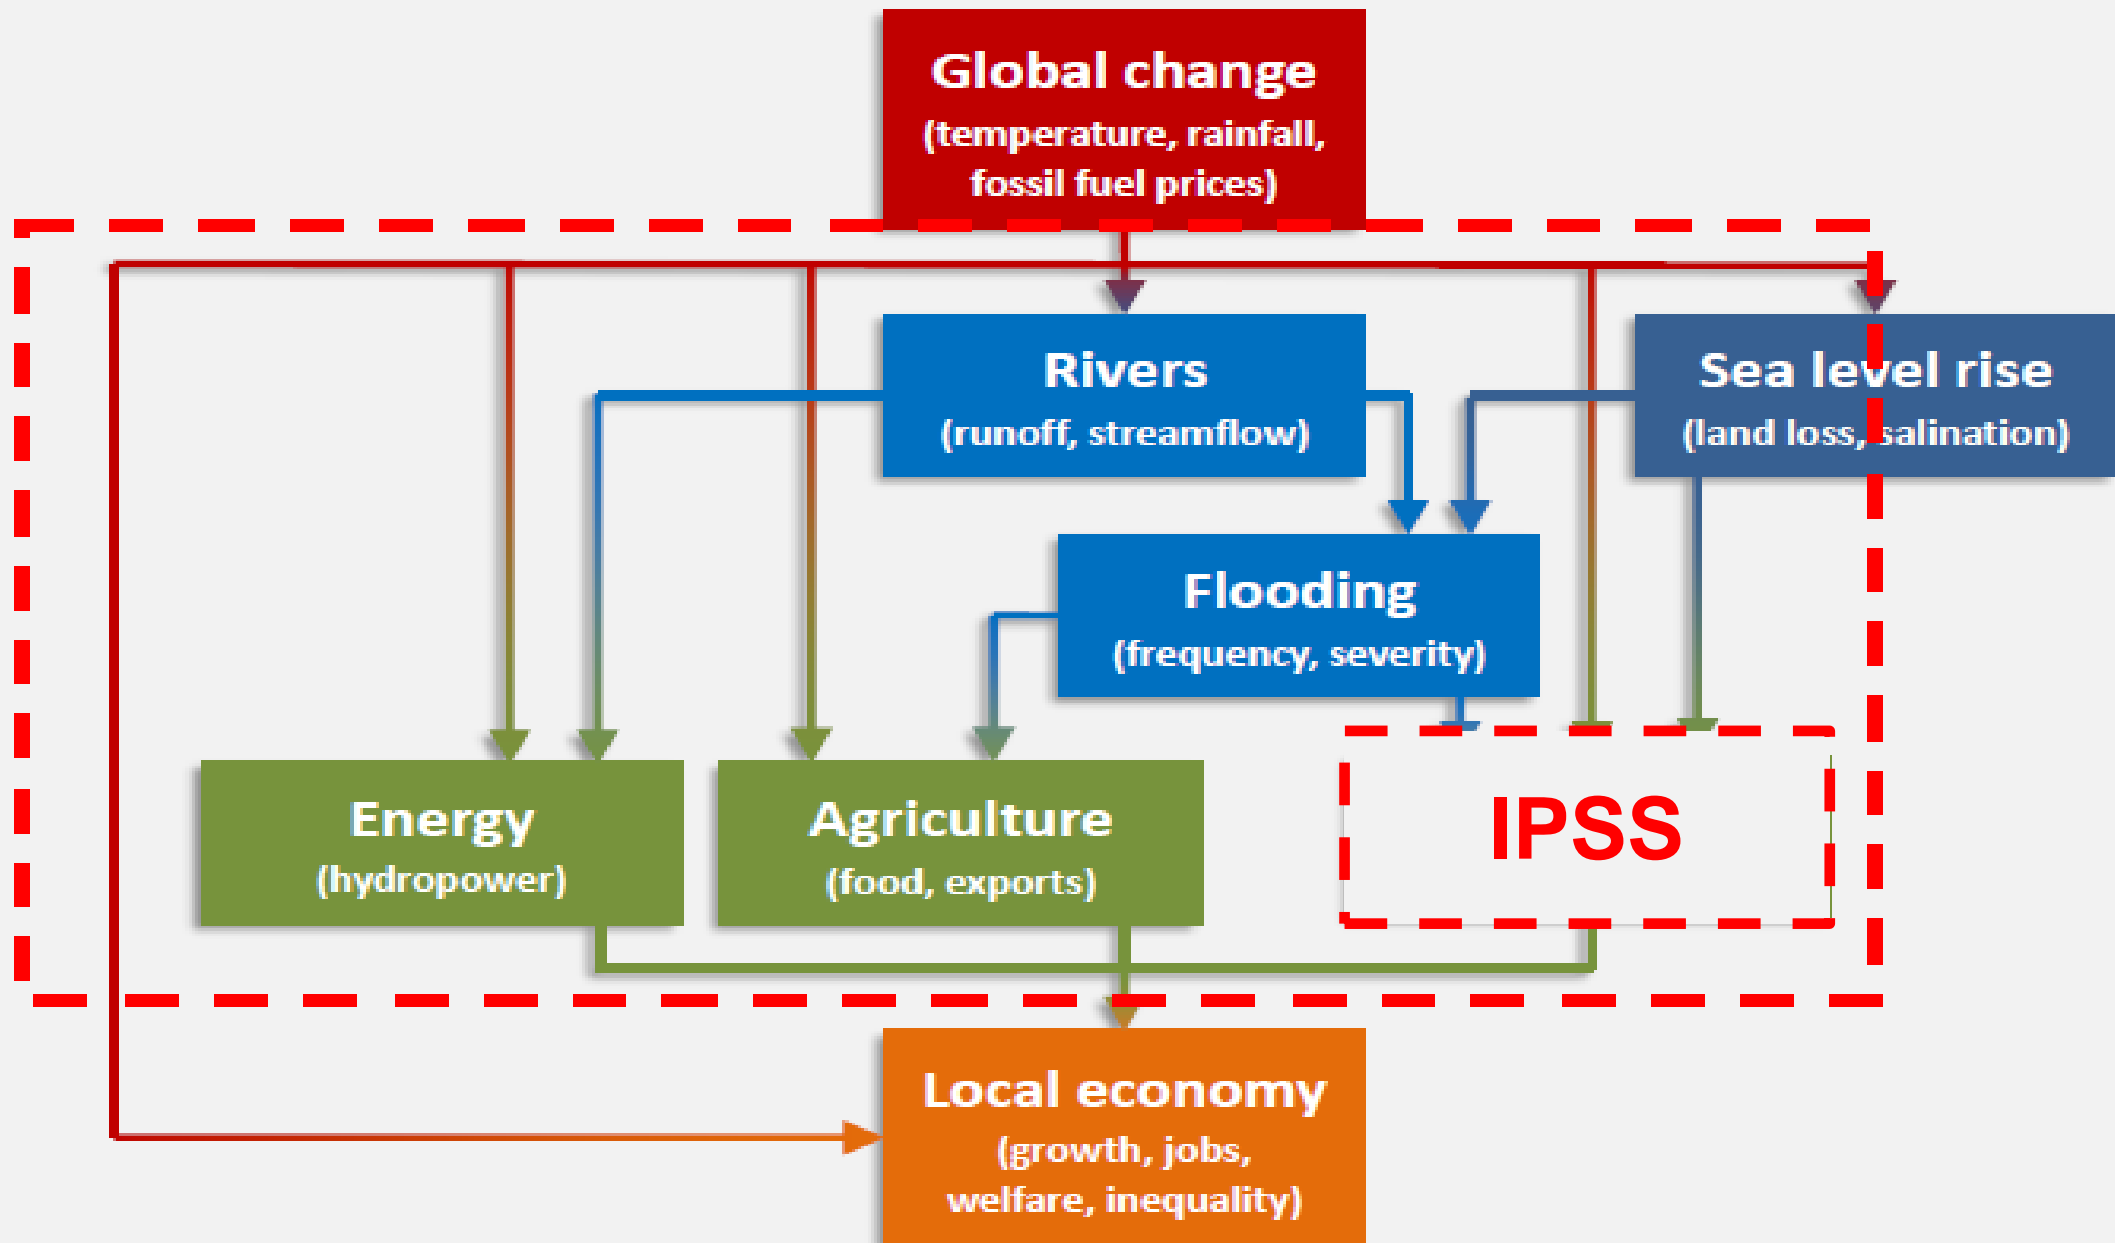 Global change
(temperature, rainfall,
fossil fuel prices)
Rivers
(runoff, streamflow)
Sea level rise
(land loss, salination)
Flooding
(frequency, severity)
Energy
(hydropower)
Agriculture
(food, exports)
IPSS
Local economy
(growth, jobs,
welfare, inequality)